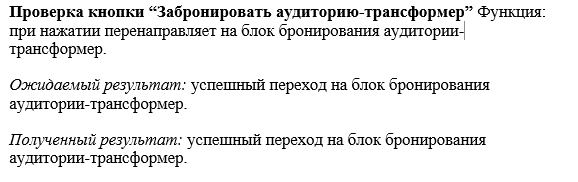 Проверка кнопки “Забронировать аудиторию-трансформер” Функция:
при нажатии перенаправляет на блок бронирования аудитории-
трансформер.
Ожидаемый результат: успешный переход на блок бронирования
аудитории-трансформер.
Полученный результат: успешный переход на блок бронирования
аудитории-трансформер.